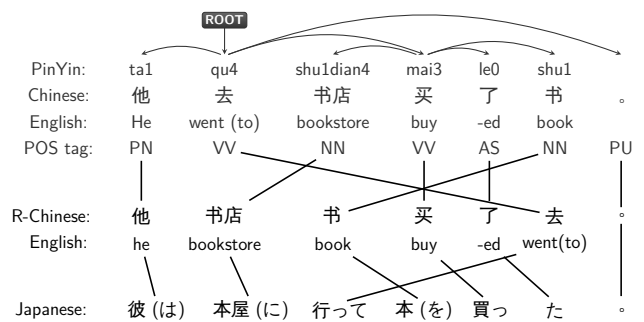 ROOT
PinYin: ta1 qu4 shu1dian4 mai3 le0 shu1
Chinese: 他 去 书店 买 了 书 。
English: He went (to) bookstore buy -ed book
POS tag: PN VV NN VV AS NN PU
R-Chinese: 他 书店 书 买 了 去 。
English: he bookstore book buy -ed went(to)
Japanese: 彼 (は) 本屋 (に) 行って 本 (を) 買っ た 。